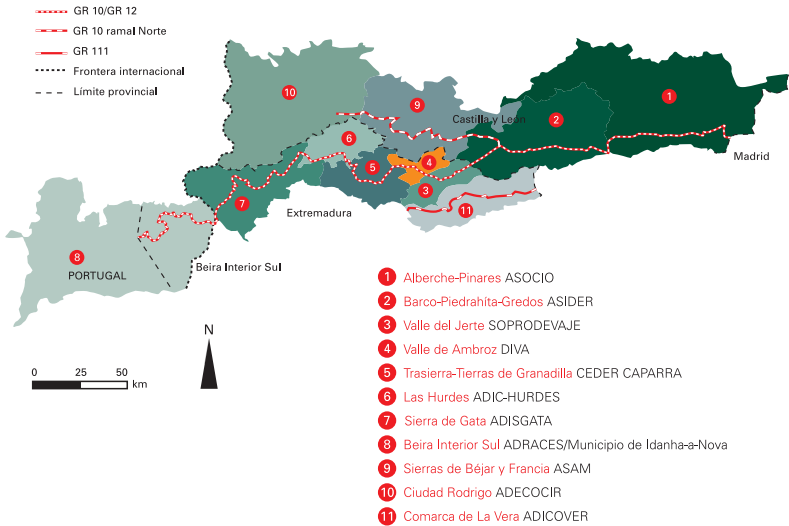 GR 10/GR 12
GR 10 ramal Norte
GR 111
Frontera internacional
Límite provincial
10
9
1
Castilla y León
2
6
4
5
Madrid
3
7
Extremadura
11
8
PORTUGAL
Beira Interior Sul
N
0 25 50
km
1 Alberche-Pinares ASOCIO
2 Barco-Piedrahíta-Gredos ASIDER
3 Valle del Jerte SOPRODEVAJE
4 Valle de Ambroz DIVA
5 Trasierra-Tierras de Granadilla CEDER CAPARRA
6 Las Hurdes ADIC-HURDES
7 Sierra de Gata ADISGATA
8 Beira Interior Sul ADRACES/Municipio de Idanha-a-Nova
9 Sierras de Béjar y Francia ASAM
10 Ciudad Rodrigo ADECOCIR
11 Comarca de La Vera ADICOVER